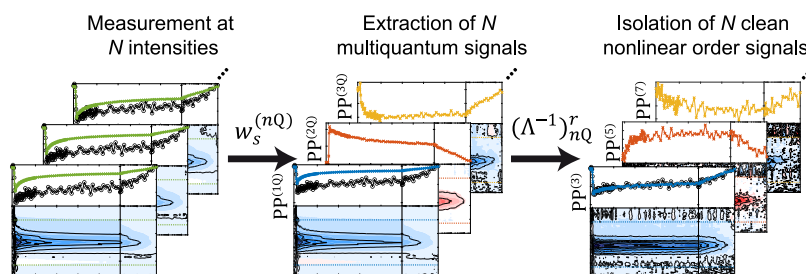 Measurement at
N intensities
Extraction of N
multiquantum signals
Isolation of N clean
nonlinear order signals
w_s^(nQ)
(Λ^−1)^r_nQ
PP^(3Q)
PP^(2Q)
PP^(1Q)
PP^(7)
PP^(5)
PP^(3)